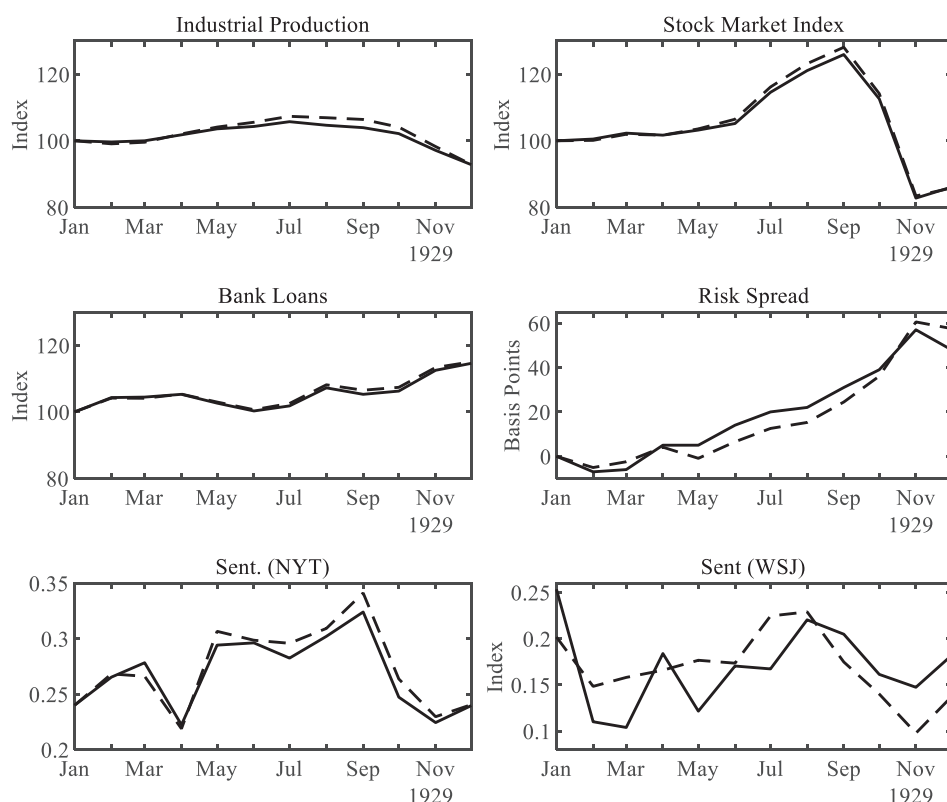 Industrial Production
120
100
80
Index
Jan Mar May Jul Sep Nov
1929
Stock Market Index
120
100
80
Index
Jan Mar May Jul Sep Nov
1929
Bank Loans
120
100
80
Index
Jan Mar May Jul Sep Nov
1929
Risk Spread
60
40
20
0
Basis Points
Jan Mar May Jul Sep Nov
1929
Sent. (NYT)
0.35
0.3
0.25
0.2
Jan Mar May Jul Sep Nov
1929
Sent (WSJ)
0.25
0.2
0.15
0.1
Index
Jan Mar May Jul Sep Nov
1929